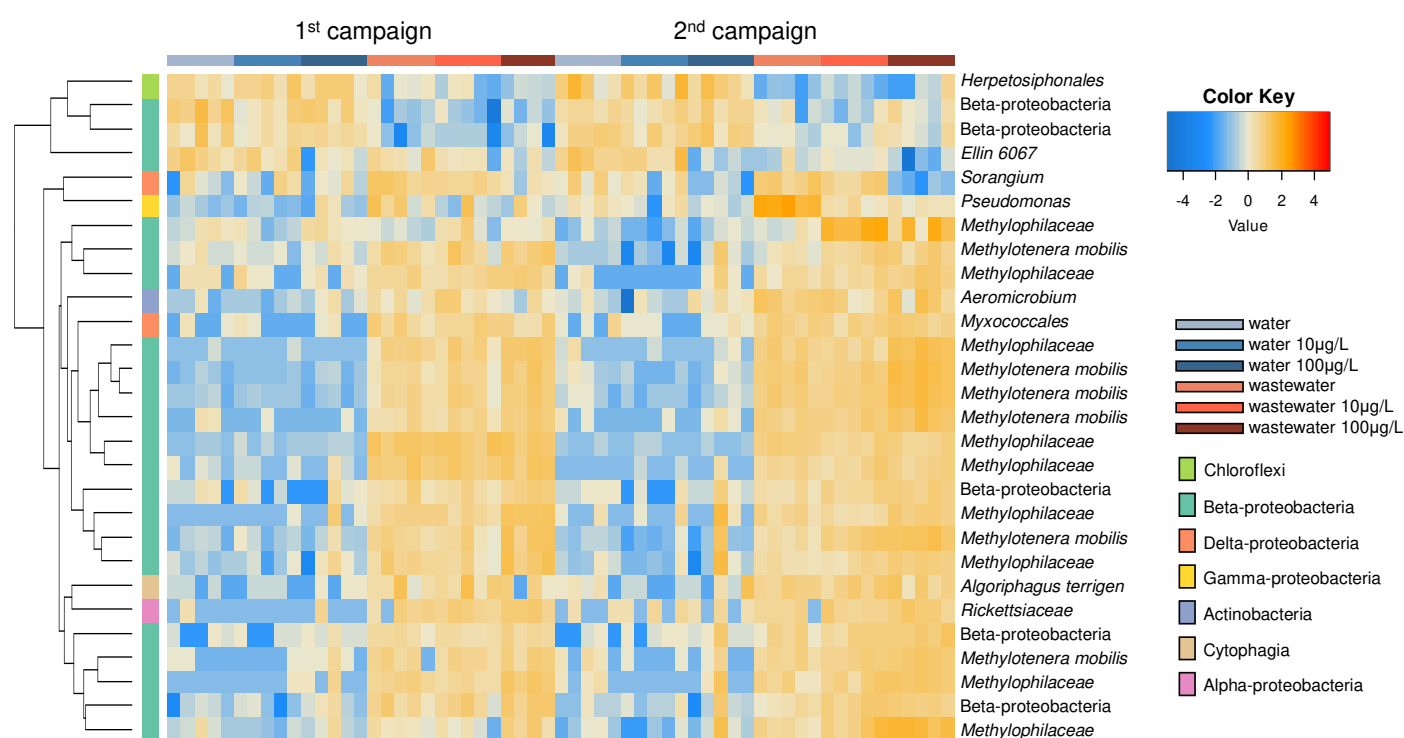 1st campaign
2nd campaign
Herpetosiphonales
Beta-proteobacteria
Beta-proteobacteria
Ellin 6067
Sorangium
Pseudomonas
Methylophilaceae
Methylotenera mobilis
Methylophilaceae
Aeromicrobium
Myxococcales
Methylophilaceae
Methylotenera mobilis
Methylotenera mobilis
Methylotenera mobilis
Methylophilaceae
Methylophilaceae
Beta-proteobacteria
Methylophilaceae
Methylotenera mobilis
Methylophilaceae
Algoriphagus terrigen
Rickettsiaceae
Beta-proteobacteria
Methylotenera mobilis
Methylophilaceae
Beta-proteobacteria
Methylophilaceae
Color Key
-4 -2 0 2 4
Value
water
water 10µg/L
water 100µg/L
wastewater
wastewater 10µg/L
wastewater 100µg/L
Chloroflexi
Beta-proteobacteria
Delta-proteobacteria
Gamma-proteobacteria
Actinobacteria
Cytophagia
Alpha-proteobacteria